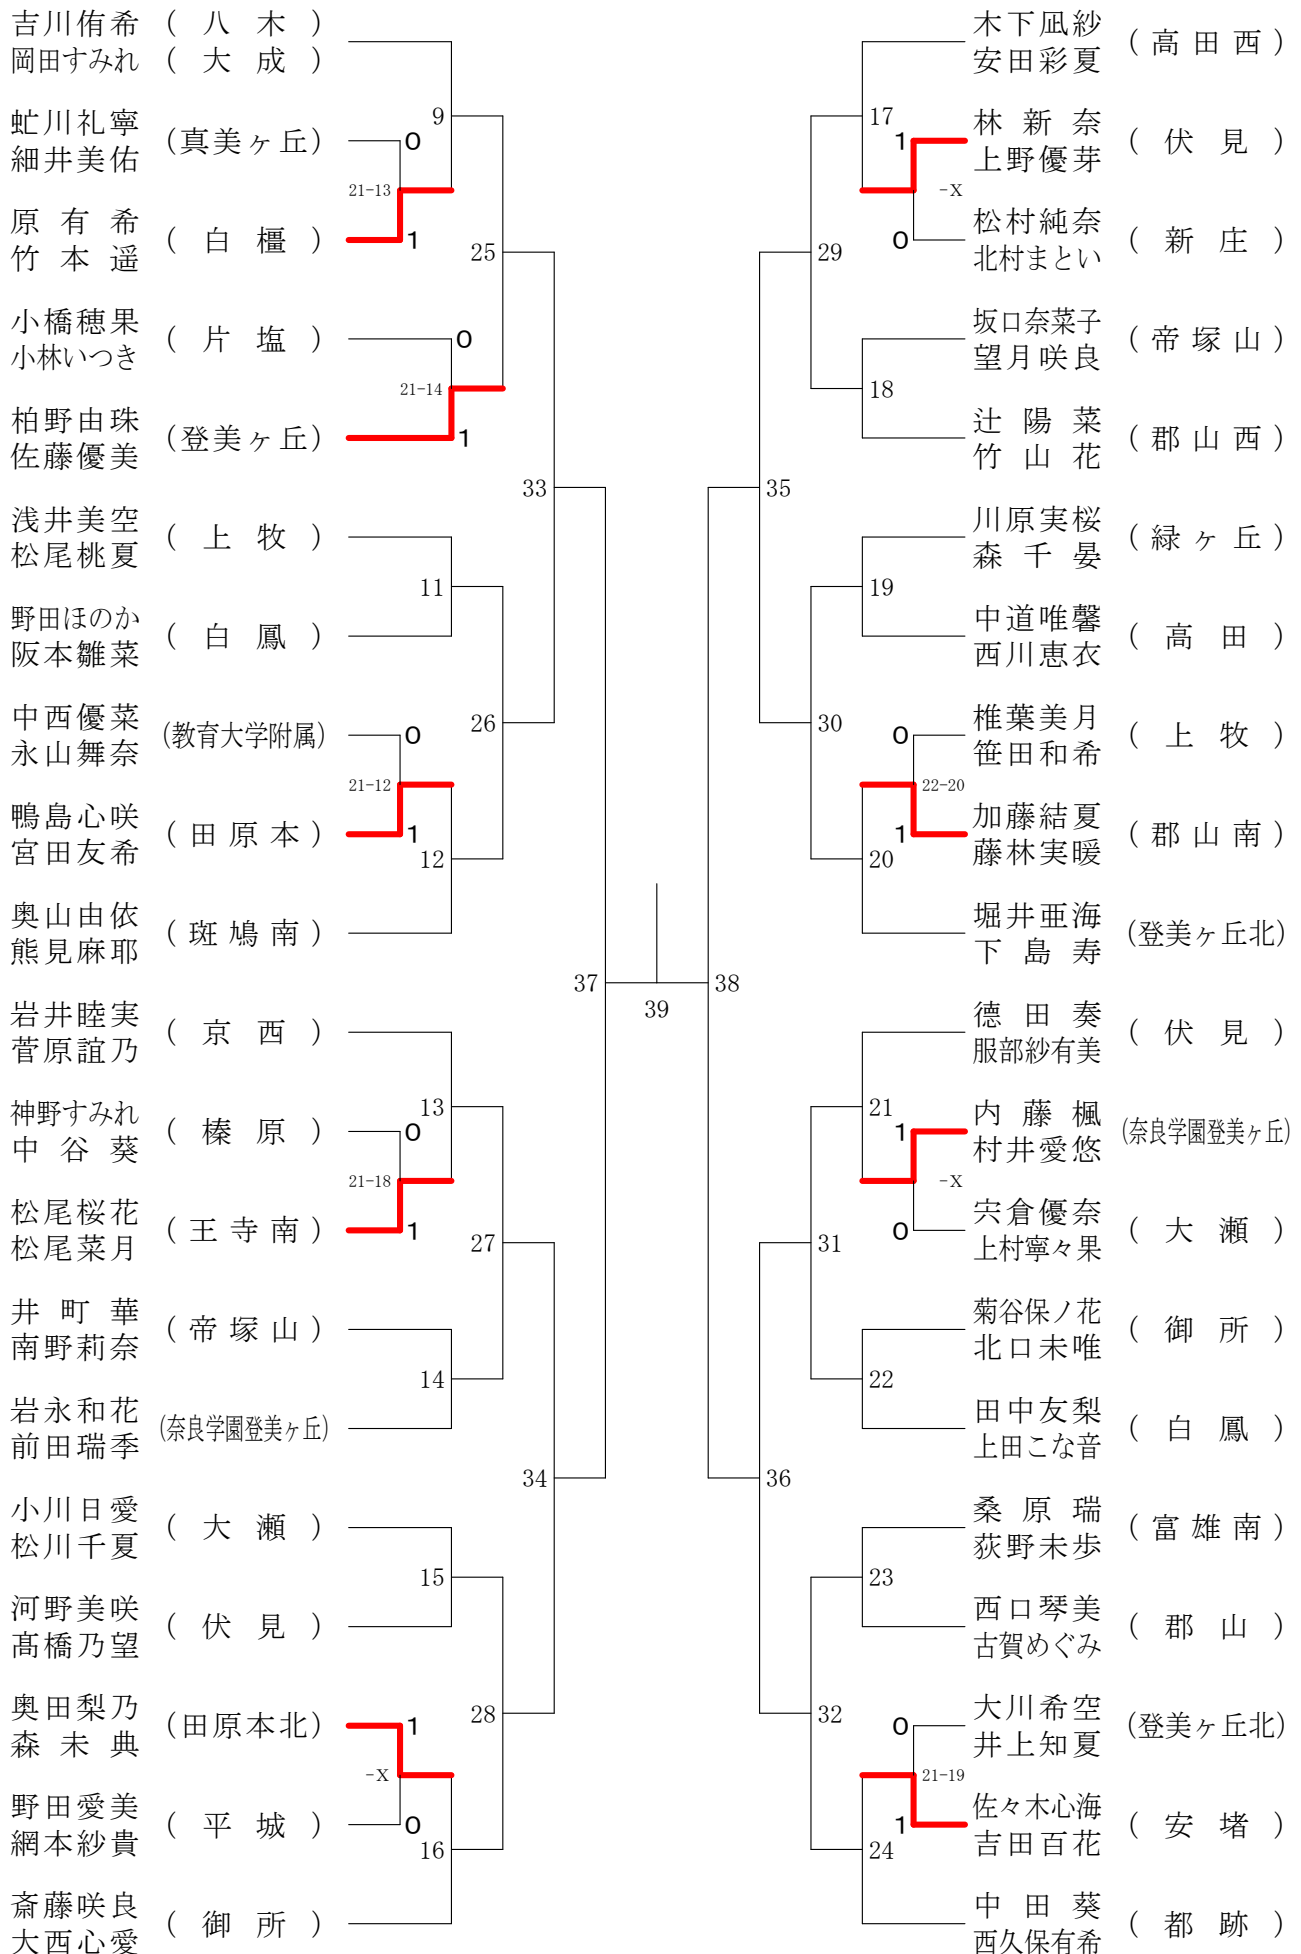 吉川侑希 ( 八 木 )
岡田すみれ ( 大 成 )
虻川礼寧
細井美佑
(真美ヶ丘)
0
9
21-13
原 有 希
竹 本 遥
( 白 橿 )
1
25
小橋穂果
小林いつき
( 片 塩 )
0
21-14
柏野由珠
佐藤優美
(登美ヶ丘)
1
33
浅井美空
松尾桃夏
( 上 牧 )
11
野田ほのか
阪本雛菜
( 白 鳳 )
26
中西優菜
永山舞奈
(教育大学附属)
0
21-12
鴨島心咲
宮田友希
( 田 原 本 )
1
12
奥山由依
熊見麻耶
( 斑 鳩 南 )
37
岩井睦実
菅原誼乃
( 京 西 )
13
神野すみれ
中 谷 葵
( 榛 原 )
0
21-18
松尾桜花
松尾菜月
( 王 寺 南 )
1
27
井 町 華
南野莉奈
( 帝 塚 山 )
14
岩永和花
前田瑞季
(奈良学園登美ヶ丘)
34
小川日愛
松川千夏
( 大 瀬 )
15
河野美咲
髙橋乃望
( 伏 見 )
28
奥田梨乃
森 未 典
(田原本北)
1
-X
野田愛美
網本紗貴
( 平 城 )
0
16
斎藤咲良
大西心愛
( 御 所 )
39
木下凪紗
安田彩夏
( 高 田 西 )
17
林 新 奈
上野優芽
( 伏 見 )
1
-X
松村純奈
北村まとい
( 新 庄 )
0
29
坂口奈菜子
望月咲良
( 帝 塚 山 )
18
辻 陽 菜
竹 山 花
( 郡 山 西 )
35
川原実桜
森 千 晏
( 緑 ヶ 丘 )
19
中道唯馨
西川恵衣
( 高 田 )
30
椎葉美月
笹田和希
( 上 牧 )
0
22-20
加藤結夏
藤林実暖
( 郡 山 南 )
1
20
堀井亜海
下 島 寿
(登美ヶ丘北)
38
德 田 奏
服部紗有美
( 伏 見 )
21
内 藤 楓
村井愛悠
(奈良学園登美ヶ丘)
1
-X
宍倉優奈
上村寧々果
( 大 瀬 )
0
31
菊谷保ノ花
北口未唯
( 御 所 )
22
田中友梨
上田こな音
( 白 鳳 )
36
桑 原 瑞
荻野未歩
( 富 雄 南 )
23
西口琴美
古賀めぐみ
( 郡 山 )
32
大川希空
井上知夏
(登美ヶ丘北)
0
21-19
佐々木心海
吉田百花
( 安 堵 )
1
24
中 田 葵
西久保有希
( 都 跡 )